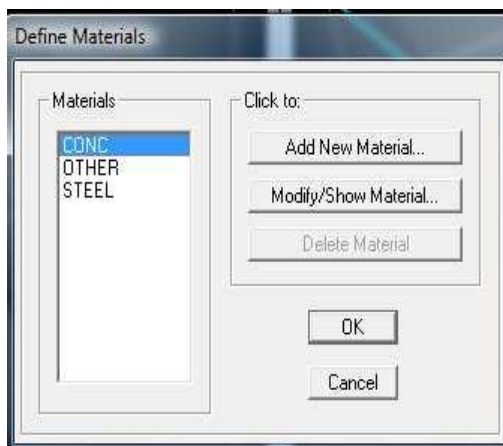 Define Materials
Materials
CONC
OTHER
STEEL
Click to:
Add New Material...
Modify/Show Material...
Delete Material
OK
Cancel